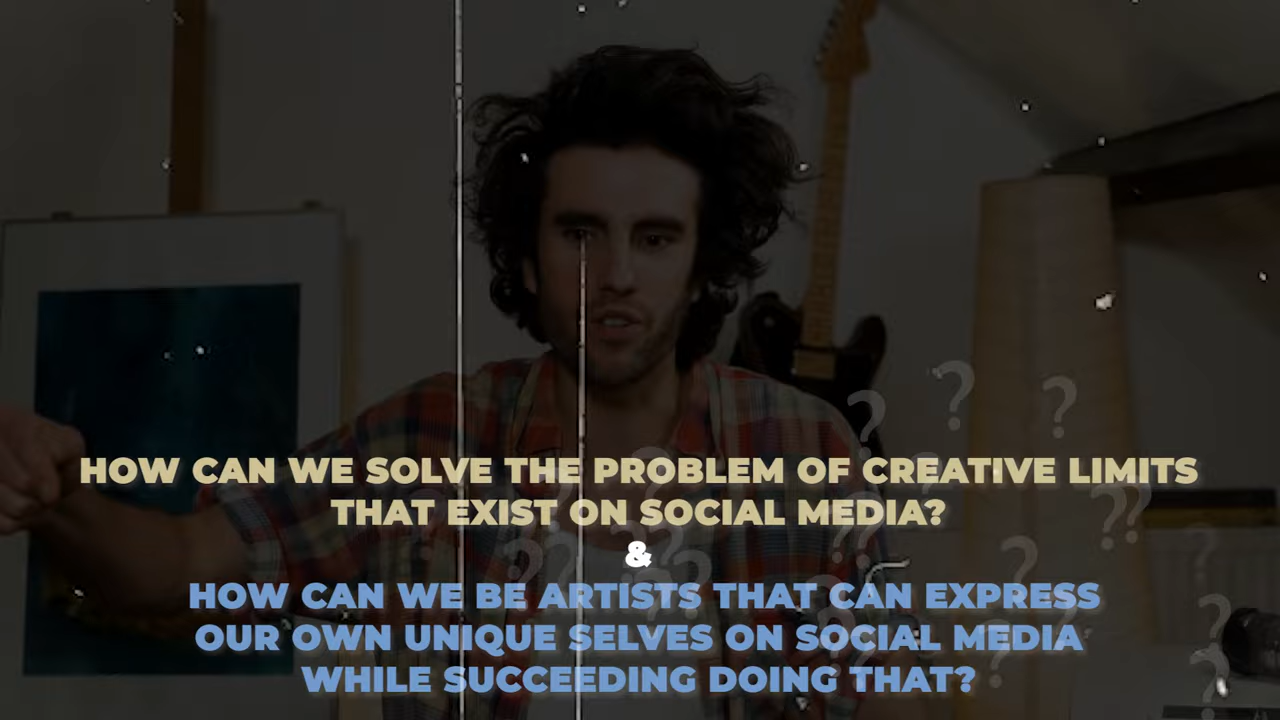 HOW CAN WE SOLVE THE PROBLEM OF CREATIVE LIMITS
THAT EXIST ON SOCIAL MEDIA?
&
HOW CAN WE BE ARTISTS THAT CAN EXPRESS
OUR OWN UNIQUE SELVES ON SOCIAL MEDIA
WHILE SUCCEEDING DOING THAT?